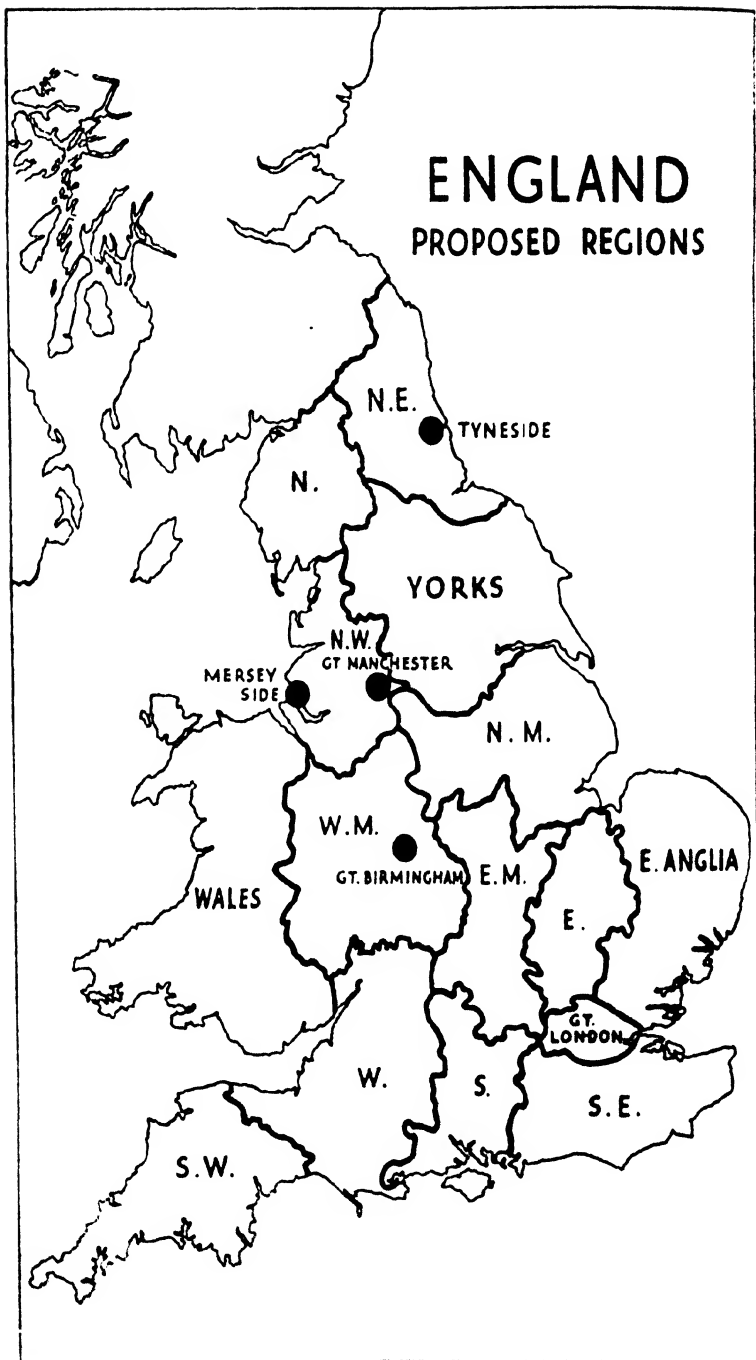 ENGLAND
PROPOSED REGIONS
N.E.
TYNESIDE
N.
YORKS
N.W.
GT MANCHESTER
MERSEY
SIDE
N. M.
W.M.
GT. BIRMINGHAM
E.M.
E. ANGLIA
WALES
E.
GT.
LONDON
W.
S.
S.E.
S.W.